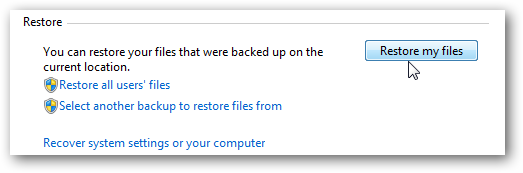 Restore
You can restore your files that were backed up on the
current location.
Restore my files
Restore all users' files
Select another backup to restore files from
Recover system settings or your computer